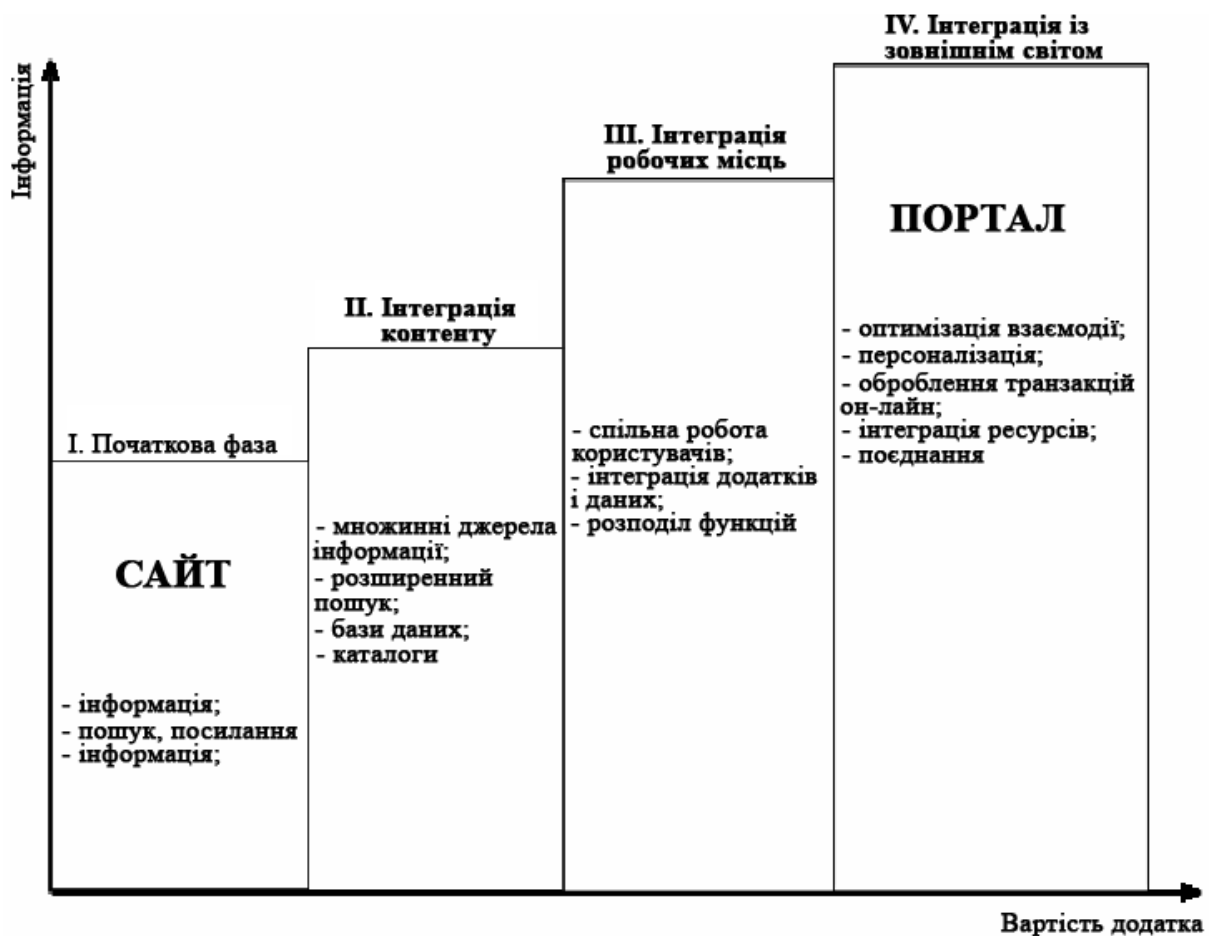 Інформація
I. Початкова фаза
САЙТ
- інформація;
- пошук, посилання
- інформація;
II. Інтеграція
контенту
- множинні джерела
інформації;
- розширенний
пошук;
- бази даних;
- каталоги
III. Інтеграція
робочих місць
- спільна робота
користувачів;
- інтеграція додатків
і даних;
- розподіл функцій
IV. Інтеграція із
зовнішнім світом
ПОРТАЛ
- оптимізація взаємодії;
- персоналізація;
- оброблення транзакцій
он-лайн;
- інтеграція ресурсів;
- поєднання
Вартість додатка